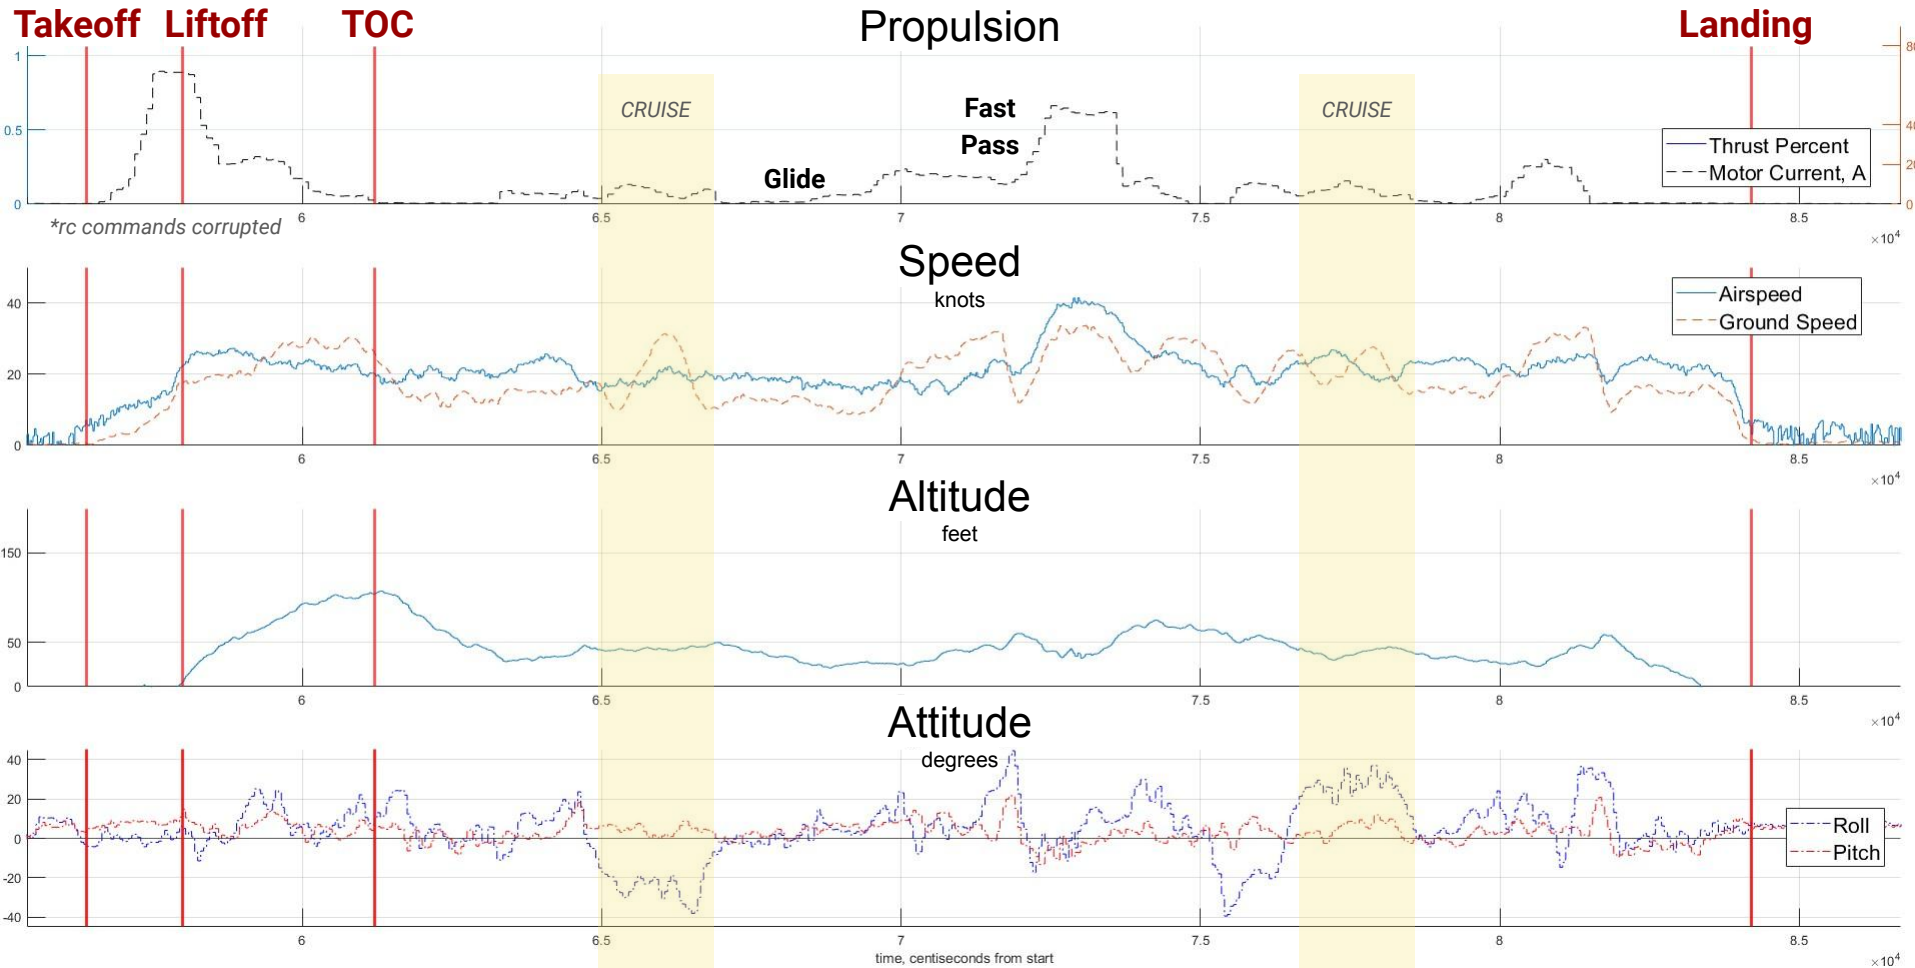 Takeoff Liftoff TOC Propulsion Landing
1 80
CRUISE Fast CRUISE
0.5 40
Pass
Thrust Percent
Motor Current, A
20
Glide
0 0
6 6.5 7 7.5 8 8.5
*rc commands corrupted
×10⁴
Speed
knots
Airspeed
Ground Speed
40
20
0
6 6.5 7 7.5 8 8.5
×10⁴
Altitude
feet
150
50
0
6 6.5 7 7.5 8 8.5
×10⁴
Attitude
degrees
40
20
0
-20
-40
Roll
Pitch
6 6.5 7 7.5 8 8.5
time, centiseconds from start
×10⁴